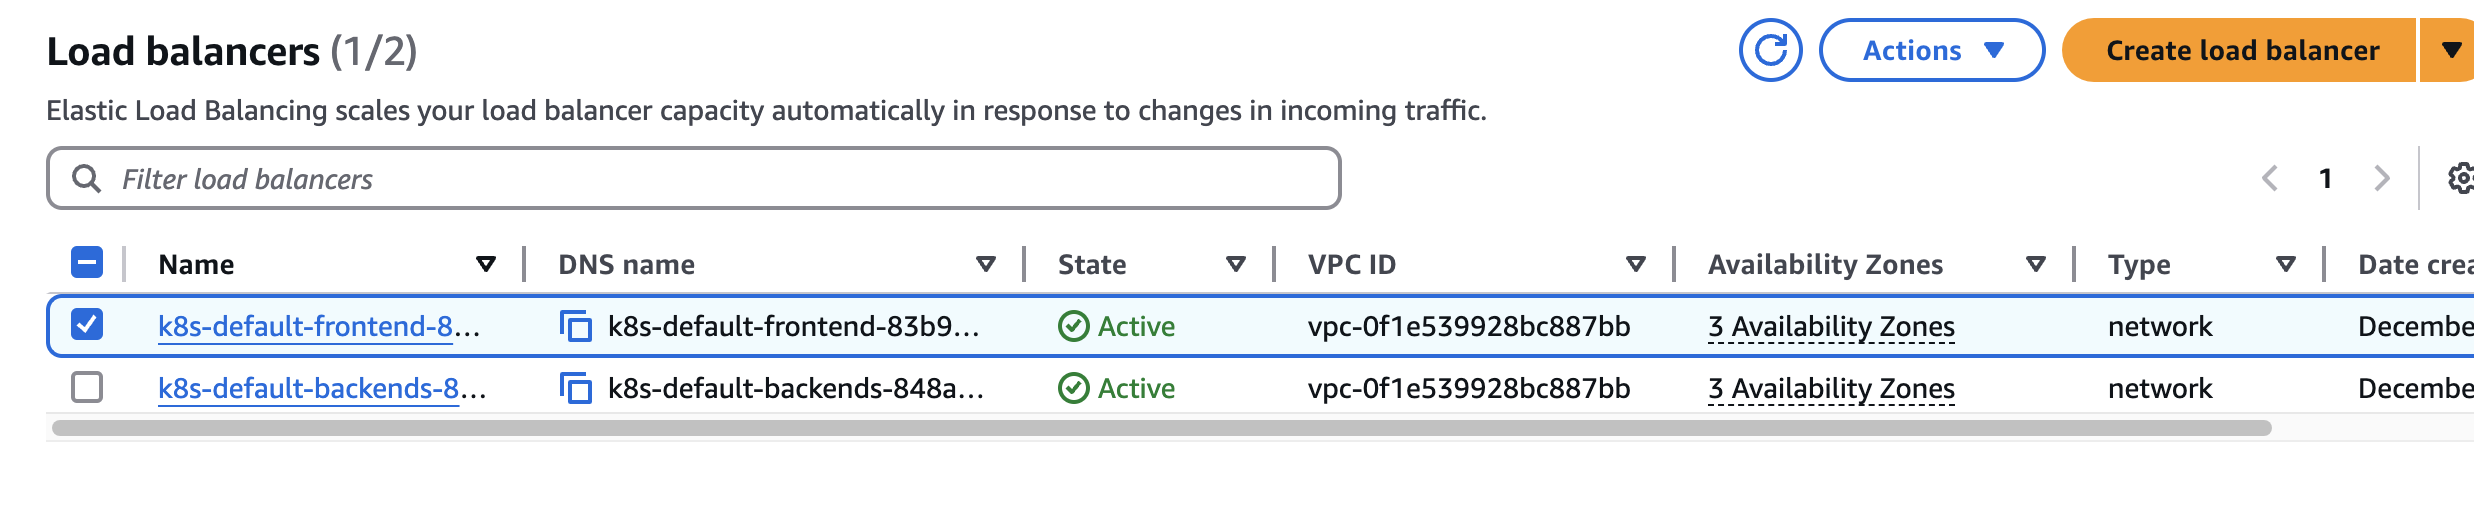 Load balancers (1/2)
Actions
Create load balancer
Elastic Load Balancing scales your load balancer capacity automatically in response to changes in incoming traffic.
Filter load balancers
1
Name DNS name State VPC ID Availability Zones Type Date crea
k8s-default-frontend-8... k8s-default-frontend-83b9... Active vpc-0f1e539928bc887bb 3 Availability Zones network Decembe
k8s-default-backends-8... k8s-default-backends-848a... Active vpc-0f1e539928bc887bb 3 Availability Zones network Decembe